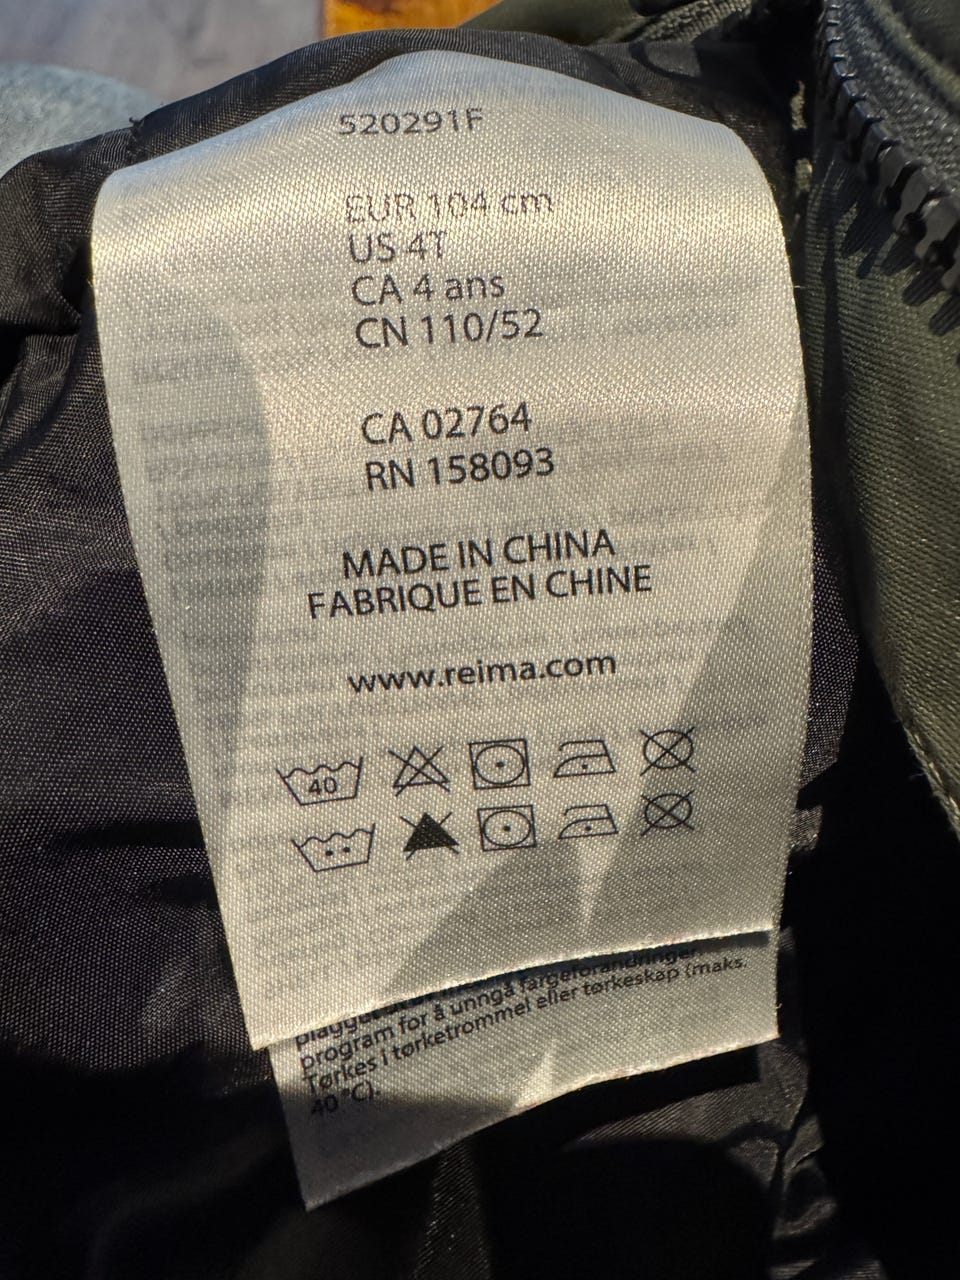 520291F
EUR 104 cm
US 4T
CA 4 ans
CN 110/52
CA 02764
RN 158093
MADE IN CHINA
FABRIQUE EN CHINE
www.reima.com
40
plagget
fargeforandringer.
program for å unngå
Tørkes i tørketrommel eller tørkeskap (maks.
40 °C).